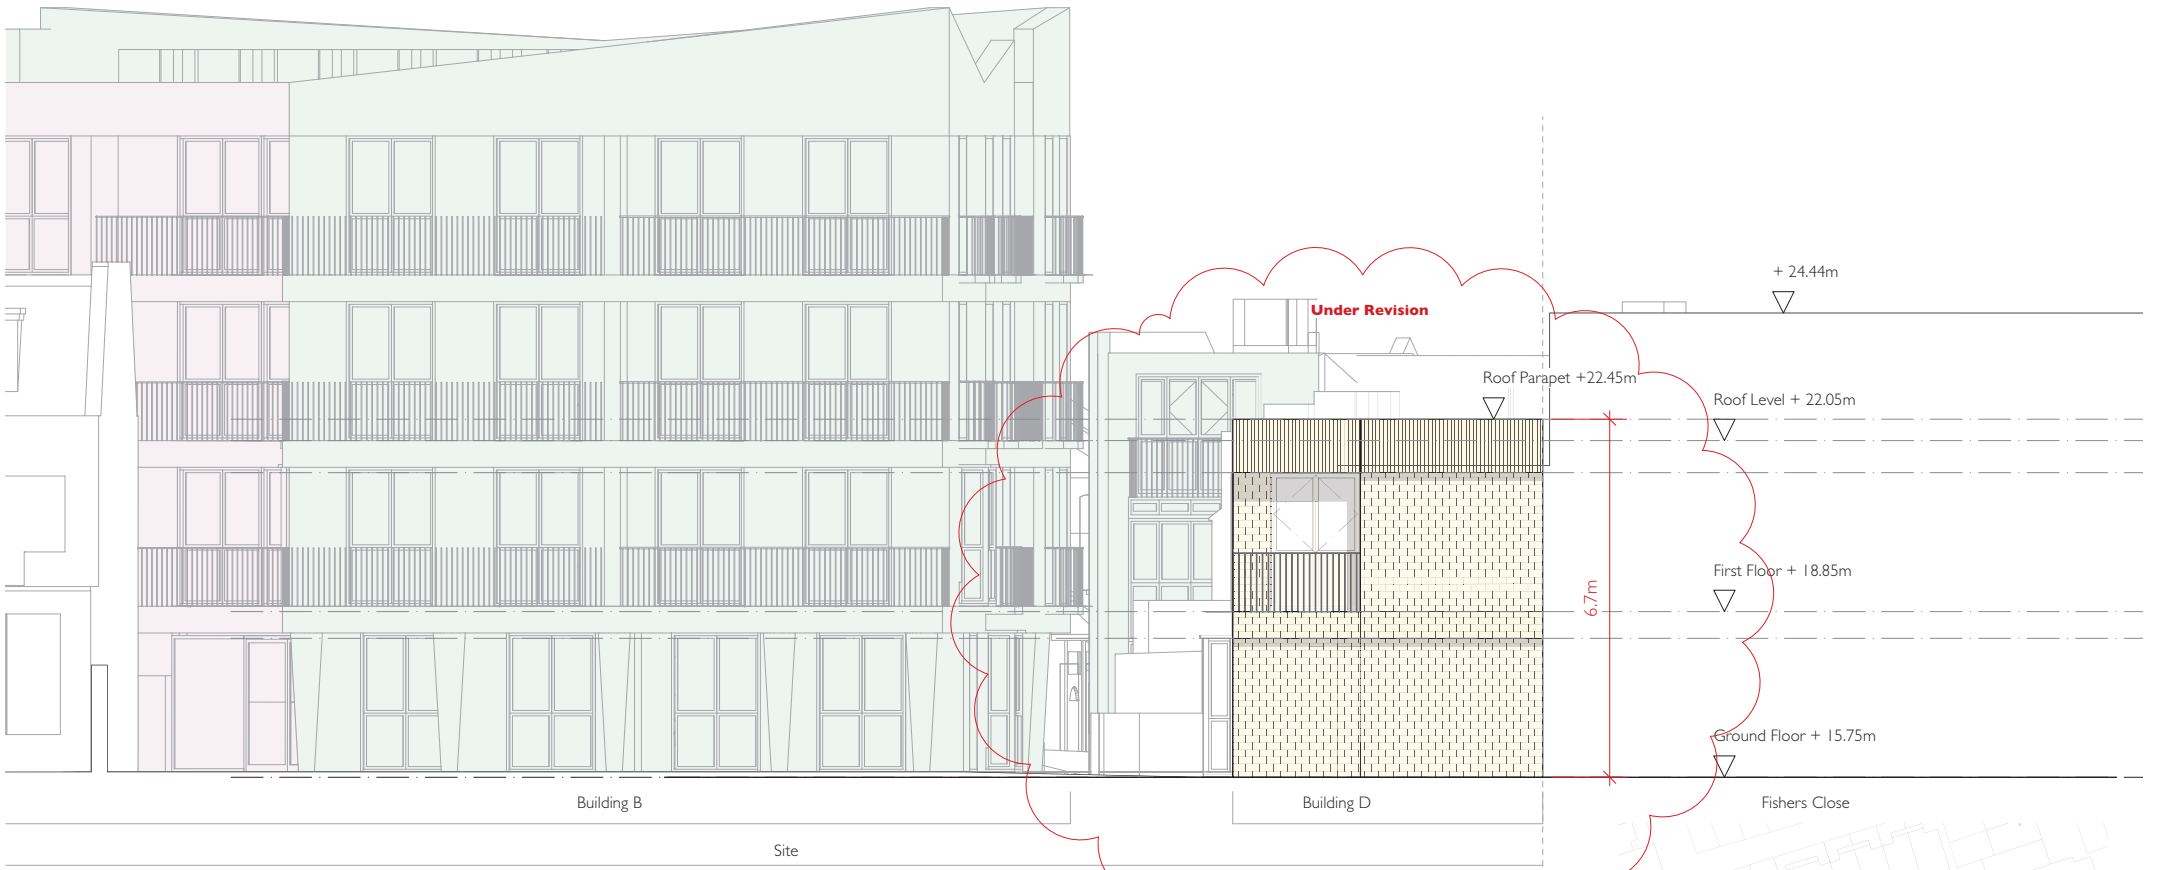 + 24.44m
Under Revision
Roof Parapet +22.45m
Roof Level + 22.05m
First Floor + 18.85m
6.7m
Ground Floor + 15.75m
Building B
Building D
Fishers Close
Site